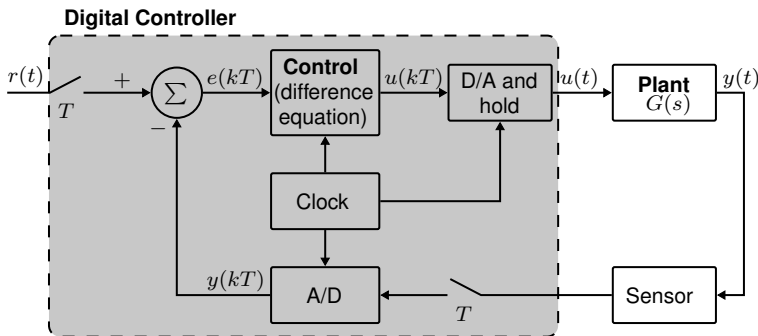 Digital Controller
r(t)
T
+
−
∑
e(kT)
Control
(difference
equation)
u(kT)
D/A and
hold
u(t)
Plant
G(s)
y(t)
Clock
y(kT)
A/D
T
Sensor